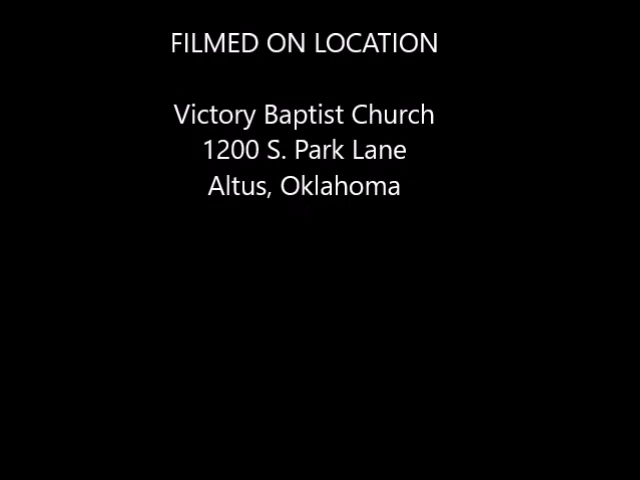 FILMED ON LOCATION
Victory Baptist Church
1200 S. Park Lane
Altus, Oklahoma